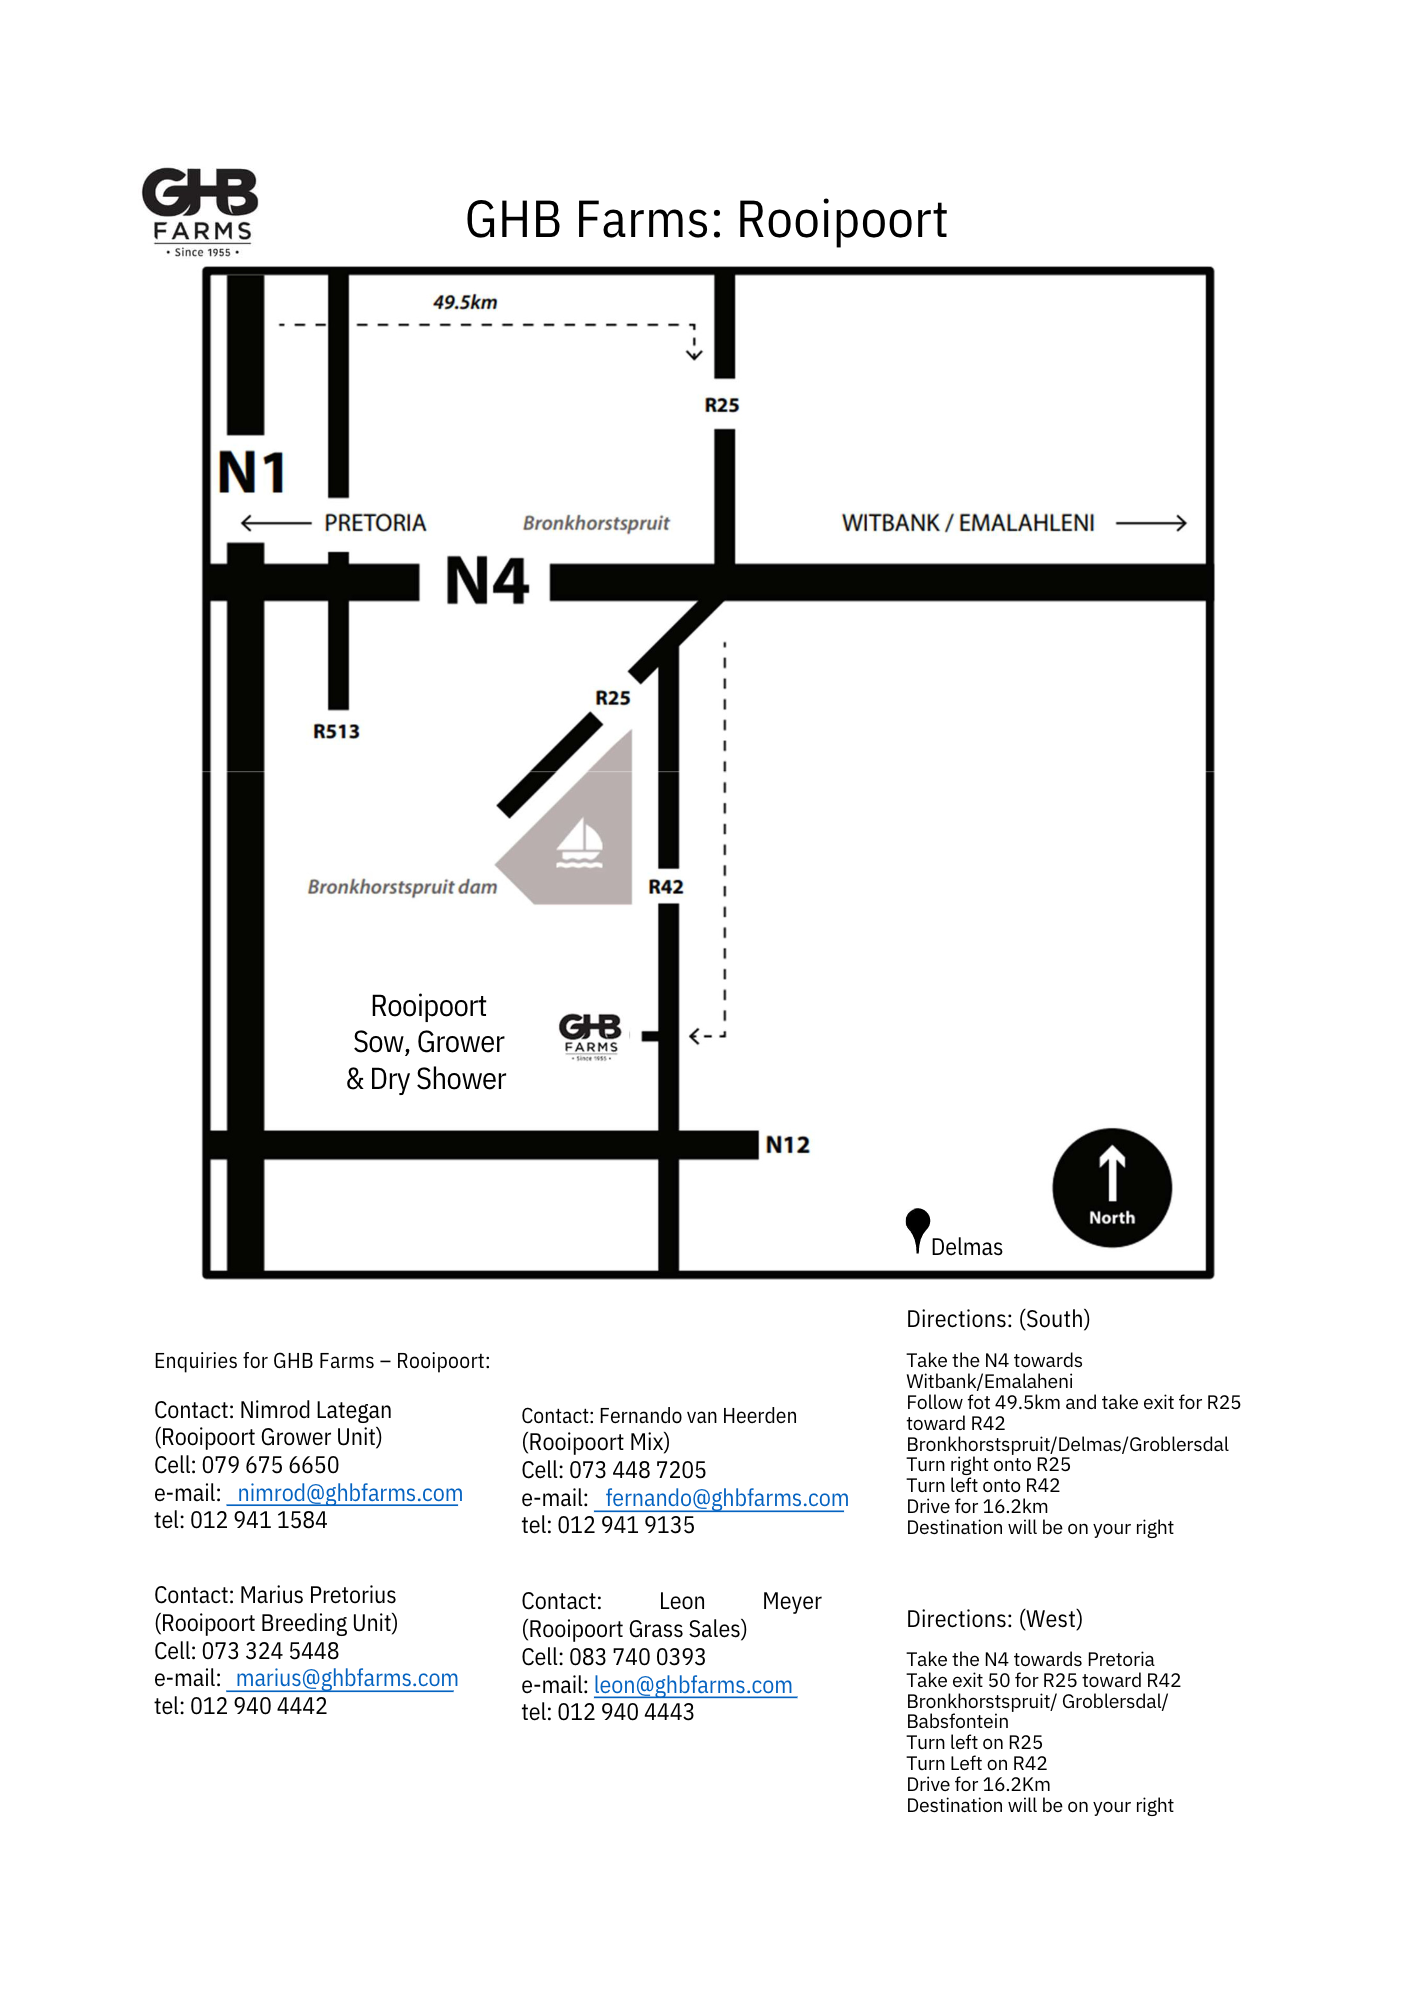 GHB
FARMS
• Since 1955 •
GHB Farms: Rooipoort
49.5km
R25
N1
PRETORIA
Bronkhorstspruit
WITBANK / EMALAHLENI
N4
R25
R513
Bronkhorstspruit dam
R42
Rooipoort
Sow, Grower
& Dry Shower
GHB
FARMS
• Since 1955 •
N12
North
Delmas
Enquiries for GHB Farms – Rooipoort:
Contact: Nimrod Lategan
(Rooipoort Grower Unit)
Cell: 079 675 6650
e-mail: nimrod@ghbfarms.com
tel: 012 941 1584
Contact: Marius Pretorius
(Rooipoort Breeding Unit)
Cell: 073 324 5448
e-mail: marius@ghbfarms.com
tel: 012 940 4442
Contact: Fernando van Heerden
(Rooipoort Mix)
Cell: 073 448 7205
e-mail: fernando@ghbfarms.com
tel: 012 941 9135
Contact: Leon Meyer
(Rooipoort Grass Sales)
Cell: 083 740 0393
e-mail: leon@ghbfarms.com
tel: 012 940 4443
Directions: (South)
Take the N4 towards
Witbank/Emalaheni
Follow fot 49.5km and take exit for R25
toward R42
Bronkhorstspruit/Delmas/Groblersdal
Turn right onto R25
Turn left onto R42
Drive for 16.2km
Destination will be on your right
Directions: (West)
Take the N4 towards Pretoria
Take exit 50 for R25 toward R42
Bronkhorstspruit/ Groblersdal/
Babsfontein
Turn left on R25
Turn Left on R42
Drive for 16.2Km
Destination will be on your right